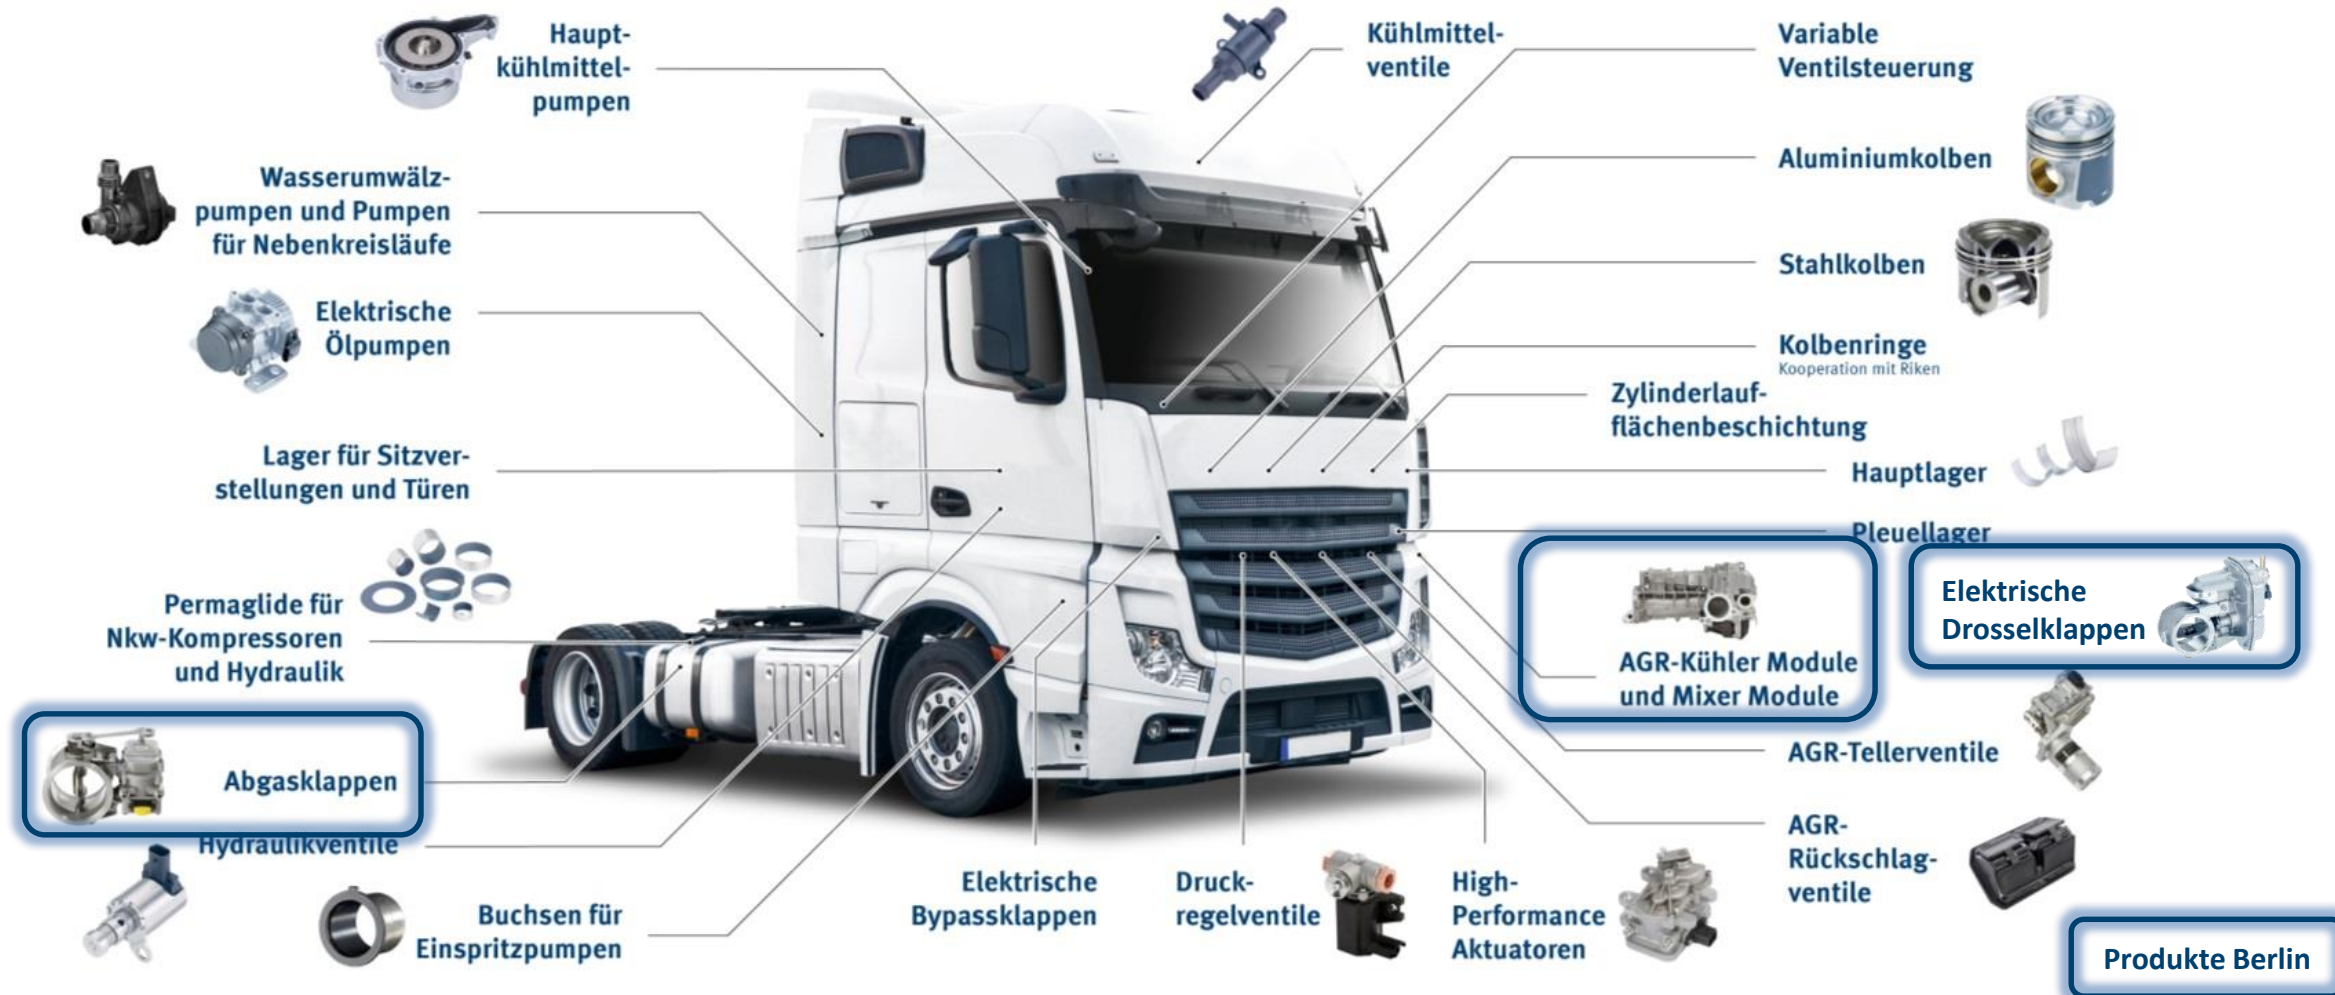 Haupt-
kühlmittel-
pumpen
Kühlmittel-
ventile
Variable
Ventilsteuerung
Aluminiumkolben
Wasserumwälz-
pumpen und Pumpen
für Nebenkreisläufe
Stahlkolben
Elektrische
Ölpumpen
Kolbenringe
Kooperation mit Riken
Zylinderlauf-
flächenbeschichtung
Lager für Sitzver-
stellungen und Türen
Hauptlager
Pleuellager
Elektrische
Drosselklappen
Permaglide für
Nkw-Kompressoren
und Hydraulik
AGR-Kühler Module
und Mixer Module
AGR-Tellerventile
Abgasklappen
Hydraulikventile
AGR-
Rückschlag-
ventile
Buchsen für
Einspritzpumpen
Elektrische
Bypassklappen
Druck-
regelventile
High-
Performance
Aktuatoren
Produkte Berlin